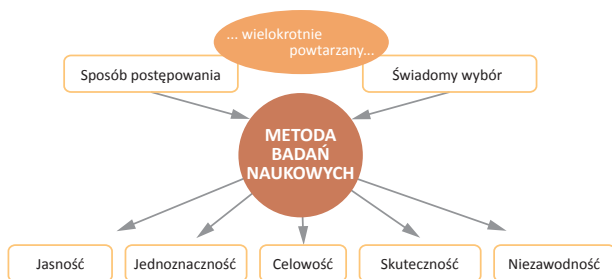 ... wielokrotnie
powtarzany...
Sposób postępowania
Świadomy wybór
METODA
BADAŃ
NAUKOWYCH
Jasność
Jednoznaczność
Celowość
Skuteczność
Niezawodność